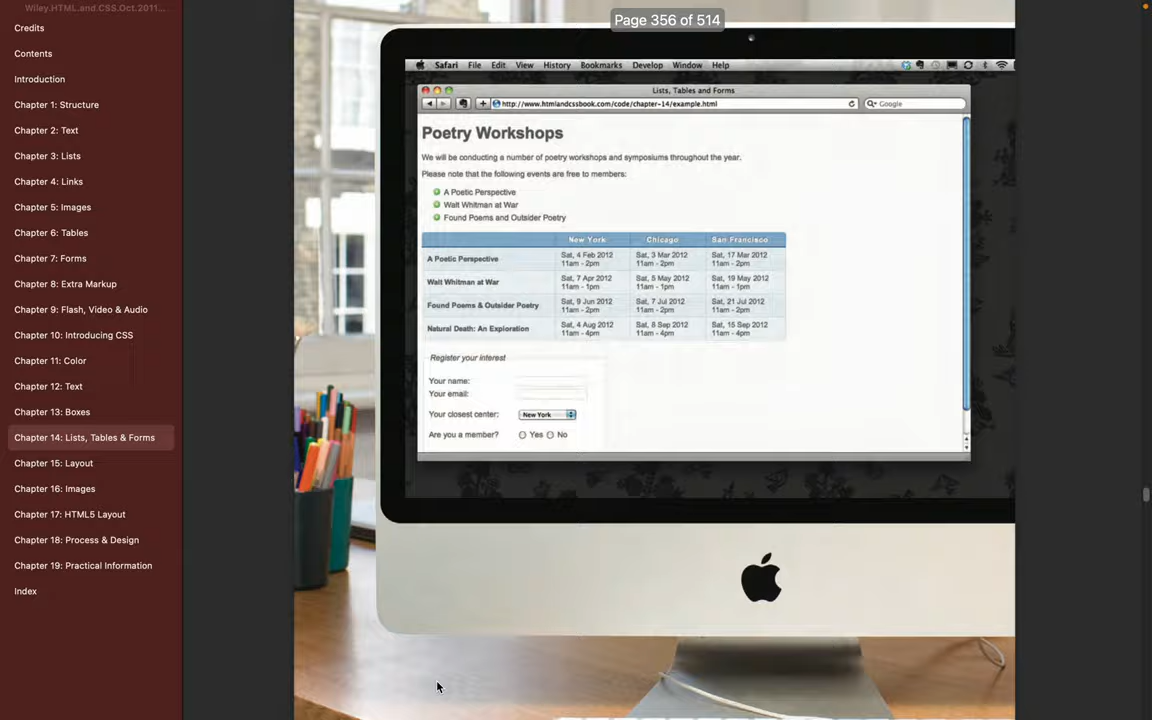 Wiley.HTML.and.CSS.Oct.2011...
Credits
Contents
Introduction
Chapter 1: Structure
Chapter 2: Text
Chapter 3: Lists
Chapter 4: Links
Chapter 5: Images
Chapter 6: Tables
Chapter 7: Forms
Chapter 8: Extra Markup
Chapter 9: Flash, Video & Audio
Chapter 10: Introducing CSS
Chapter 11: Color
Chapter 12: Text
Chapter 13: Boxes
Chapter 14: Lists, Tables & Forms
Chapter 15: Layout
Chapter 16: Images
Chapter 17: HTML5 Layout
Chapter 18: Process & Design
Chapter 19: Practical Information
Index
Page 356 of 514
Safari File Edit View History Bookmarks Develop Window Help
Lists, Tables and Forms
http://www.htmlandcssbook.com/code/chapter-14/example.html Google
Poetry Workshops
We will be conducting a number of poetry workshops and symposiums throughout the year.
Please note that the following events are free to members:
A Poetic Perspective
Walt Whitman at War
Found Poems and Outsider Poetry
New York Chicago San Francisco
A Poetic Perspective Sat, 4 Feb 2012 11am - 2pm Sat, 3 Mar 2012 11am - 2pm Sat, 17 Mar 2012 11am - 2pm
Walt Whitman at War Sat, 7 Apr 2012 11am - 1pm Sat, 5 May 2012 11am - 1pm Sat, 19 May 2012 11am - 1pm
Found Poems & Outsider Poetry Sat, 9 Jun 2012 11am - 2pm Sat, 7 Jul 2012 11am - 2pm Sat, 21 Jul 2012 11am - 2pm
Natural Death: An Exploration Sat, 4 Aug 2012 11am - 4pm Sat, 8 Sep 2012 11am - 4pm Sat, 15 Sep 2012 11am - 4pm
Register your interest
Your name:
Your email:
Your closest center: New York
Are you a member? Yes No